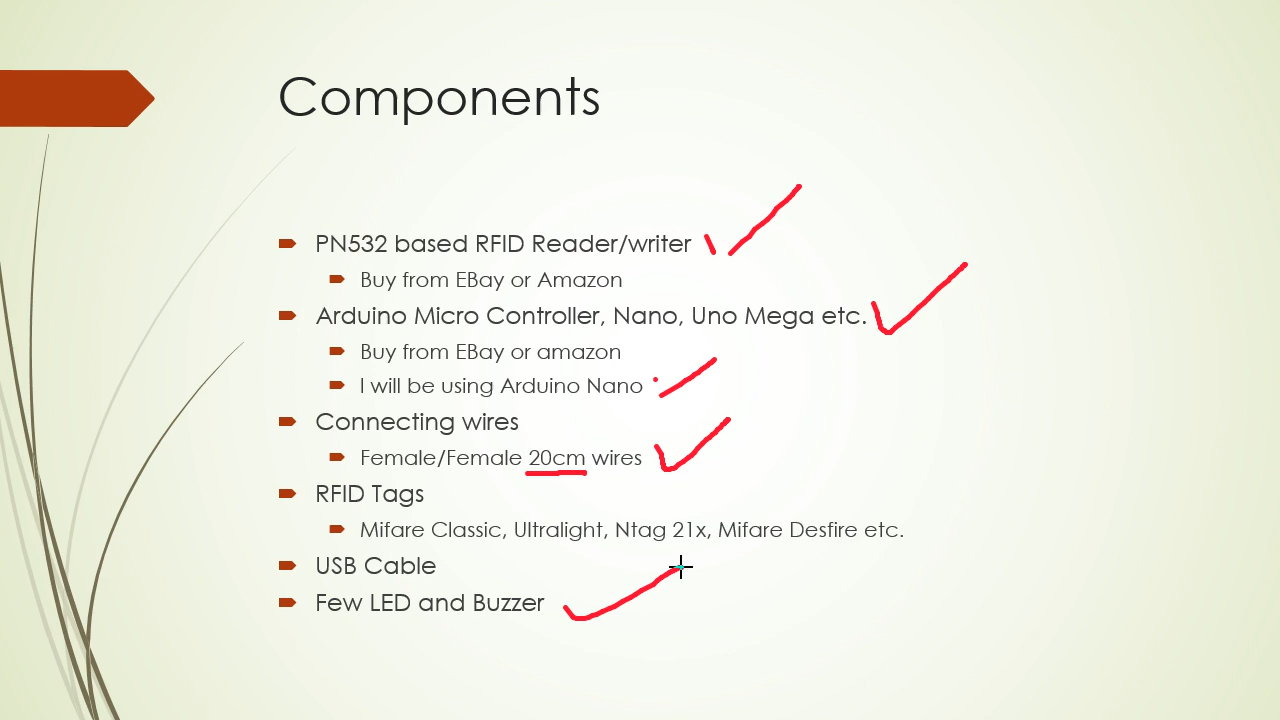 Components
PN532 based RFID Reader/writer
Buy from EBay or Amazon
Arduino Micro Controller, Nano, Uno Mega etc.
Buy from EBay or amazon
I will be using Arduino Nano
Connecting wires
Female/Female 20cm wires
RFID Tags
Mifare Classic, Ultralight, Ntag 21x, Mifare Desfire etc.
USB Cable
Few LED and Buzzer